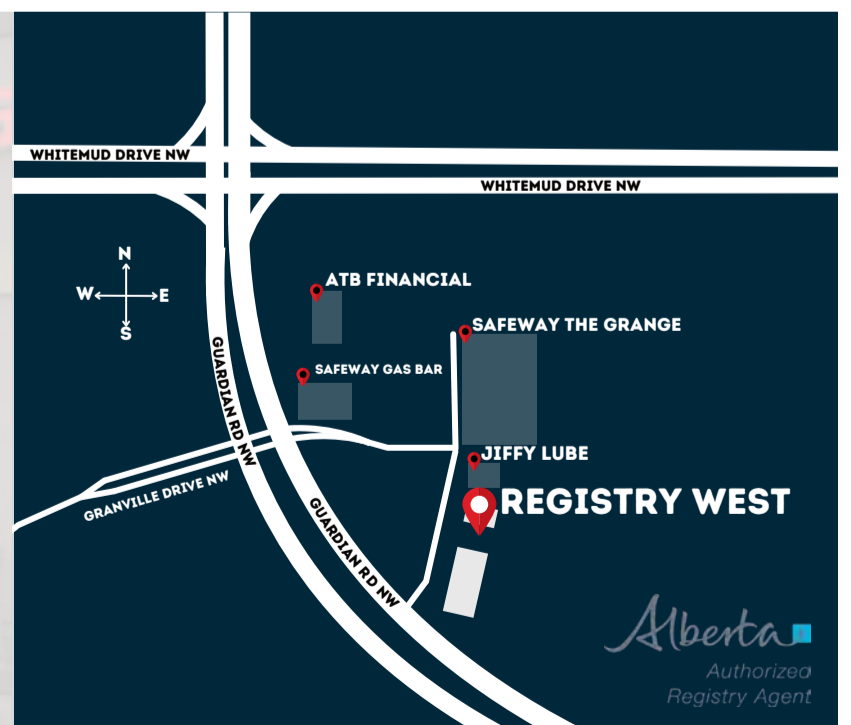 WHITEMUD DRIVE NW
WHITEMUD DRIVE NW
N
W
E
S
ATB FINANCIAL
SAFEWAY THE GRANGE
SAFEWAY GAS BAR
GUARDIAN RD NW
JIFFY LUBE
GRANVILLE DRIVE NW
REGISTRY WEST
GUARDIAN RD NW
Alberta
Authorized
Registry Agent